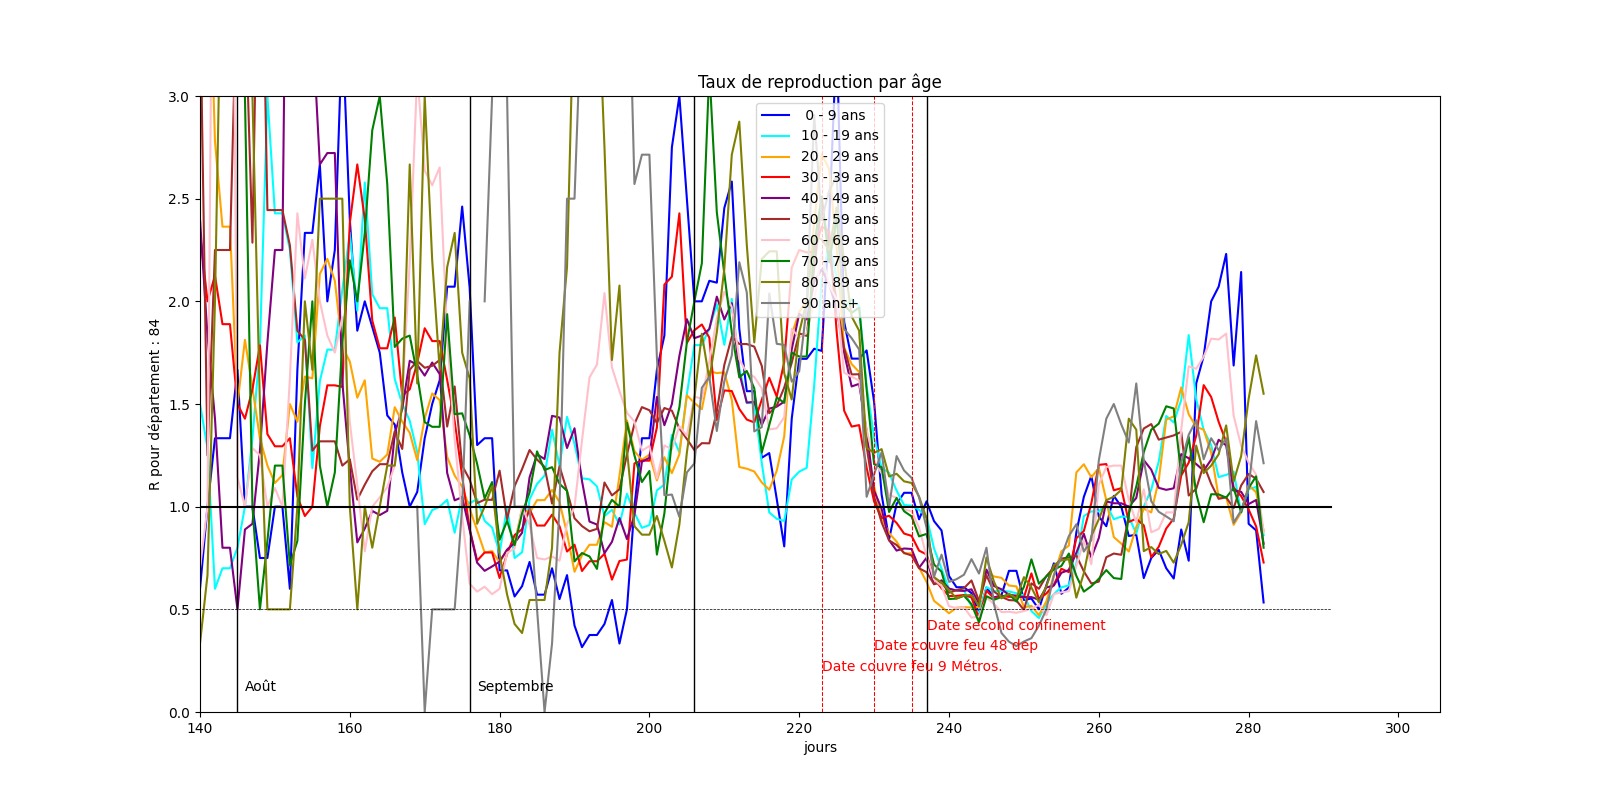 Taux de reproduction par âge
R pour département : 84
3.0
2.5
2.0
1.5
1.0
0.5
0.0
0 - 9 ans
10 - 19 ans
20 - 29 ans
30 - 39 ans
40 - 49 ans
50 - 59 ans
60 - 69 ans
70 - 79 ans
80 - 89 ans
90 ans+
Date second confinement
Date couvre feu 48 dep
Date couvre feu 9 Métros.
Août
Septembre
140 160 180 200 220 240 260 280 300
jours